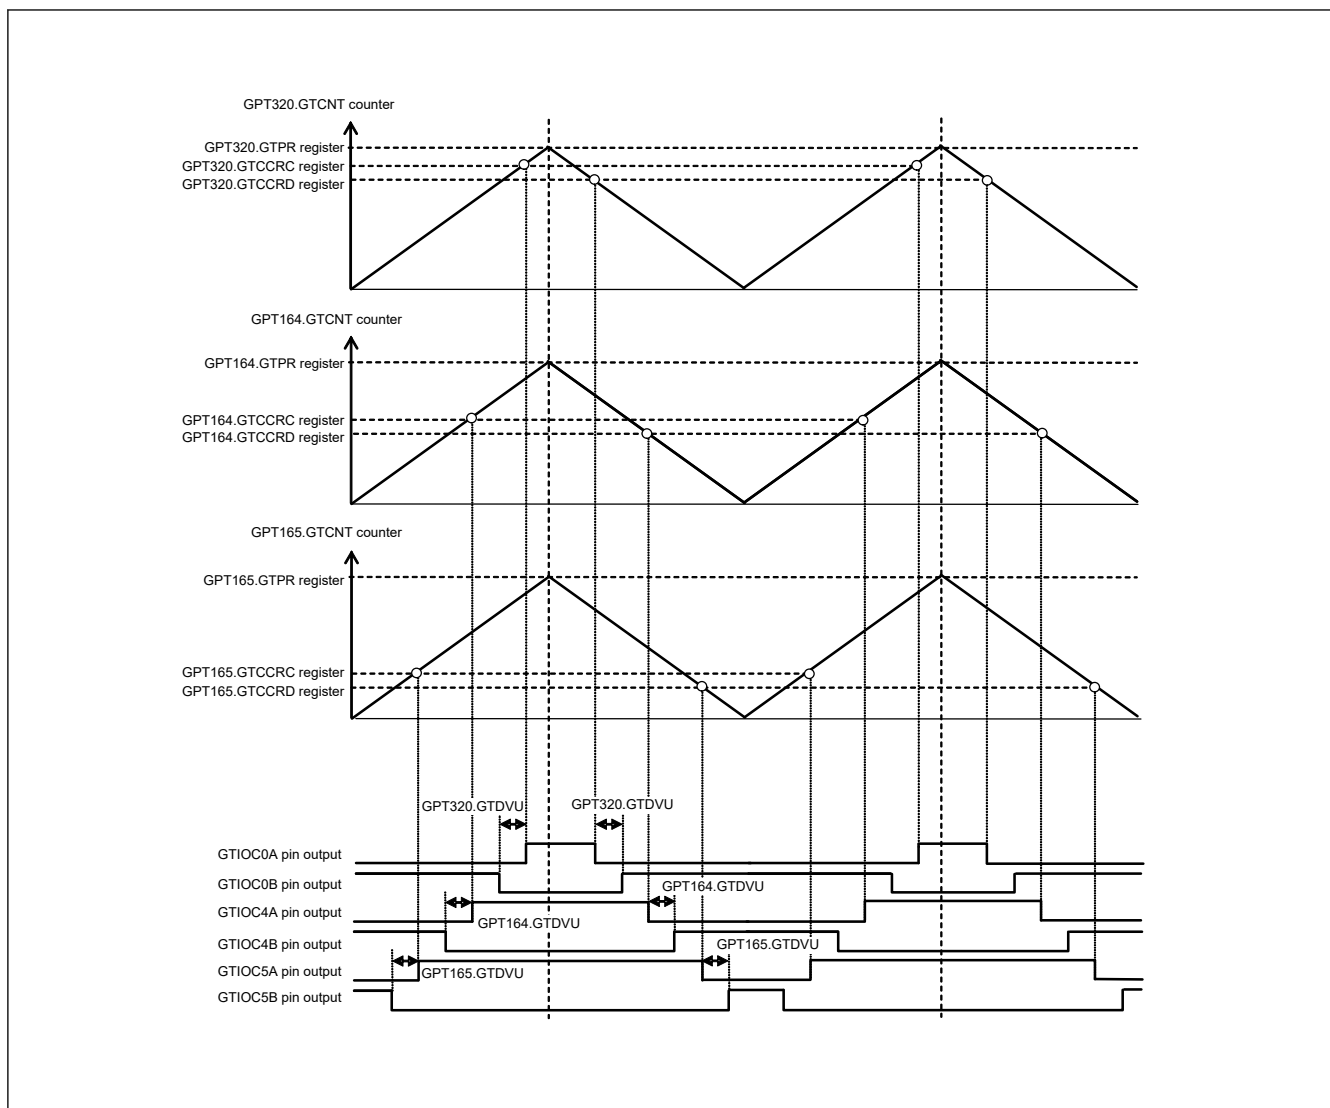 GPT320.GTCNT counter
GPT320.GTPR register
GPT320.GTCCRC register
GPT320.GTCCRD register
GPT164.GTCNT counter
GPT164.GTPR register
GPT164.GTCCRC register
GPT164.GTCCRD register
GPT165.GTCNT counter
GPT165.GTPR register
GPT165.GTCCRC register
GPT165.GTCCRD register
GPT320.GTDVU GPT320.GTDVU
GTIOC0A pin output
GTIOC0B pin output
GPT164.GTDVU
GTIOC4A pin output
GPT164.GTDVU
GTIOC4B pin output
GPT165.GTDVU
GTIOC5A pin output
GPT165.GTDVU
GTIOC5B pin output